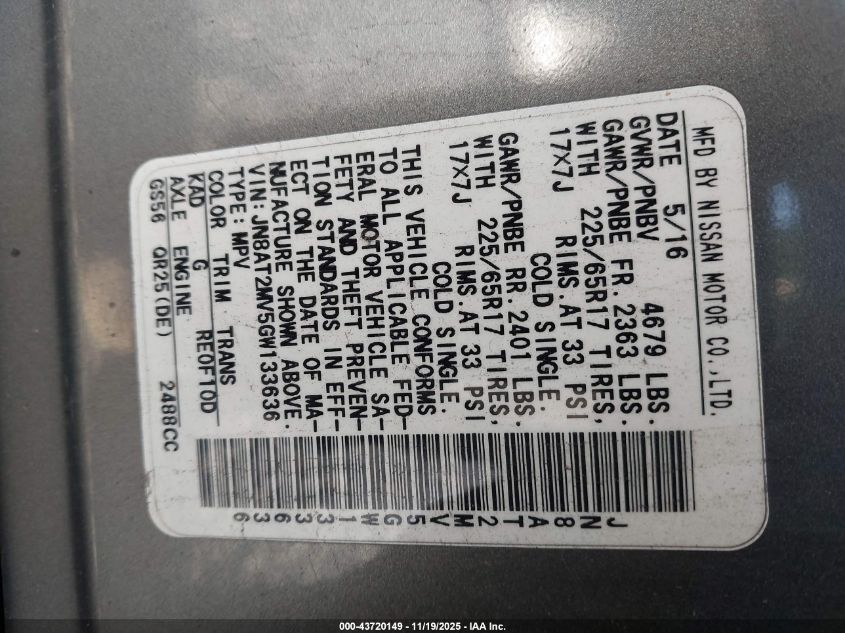 MFD BY NISSAN MOTOR CO.,LTD.
DATE 5/16
GVWR/PNBV 4679 LBS.
GAWR/PNBE FR. 2363 LBS.
WITH 225/65R17 TIRES,
17X7J RIMS.AT 33 PSI
COLD SINGLE.
GAWR/PNBE RR. 2401 LBS.
WITH 225/65R17 TIRES,
17X7J RIMS AT 33 PSI
COLD SINGLE.
THIS VEHICLE CONFORMS
TO ALL APPLICABLE FED-
ERAL MOTOR VEHICLE SA-
FETY AND THEFT PREVEN-
TION STANDARDS IN EFF-
ECT ON THE DATE OF MA-
NUFACTURE SHOWN ABOVE.
VIN:JN8AT2MV5GW133636
TYPE: MPV
COLOR TRIM TRANS
KAD G RE0F10D
AXLE ENGINE
GS56 QR25(DE) 2488CC
JN8AT2MV5GW133636
000-43720149 - 11/19/2025 - IAA Inc.